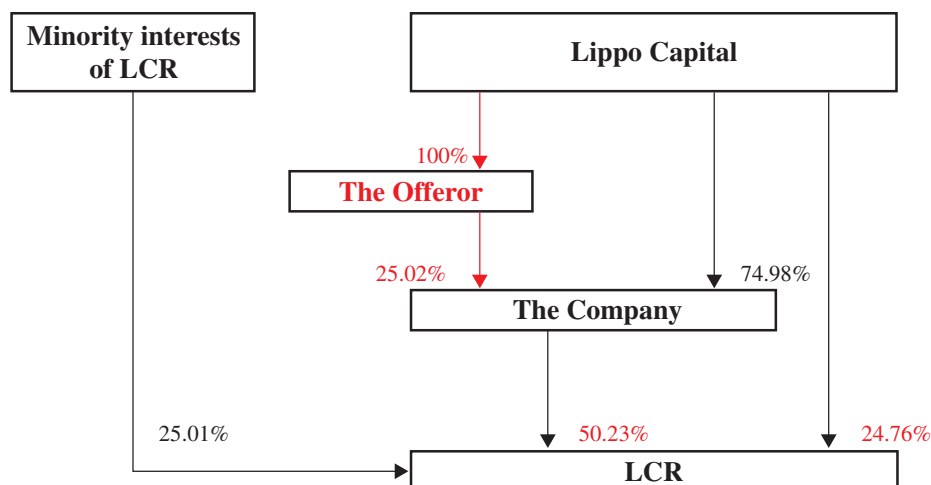 Minority interests
of LCR
Lippo Capital
100%
The Offeror
25.02%
74.98%
The Company
25.01%
50.23%
24.76%
LCR